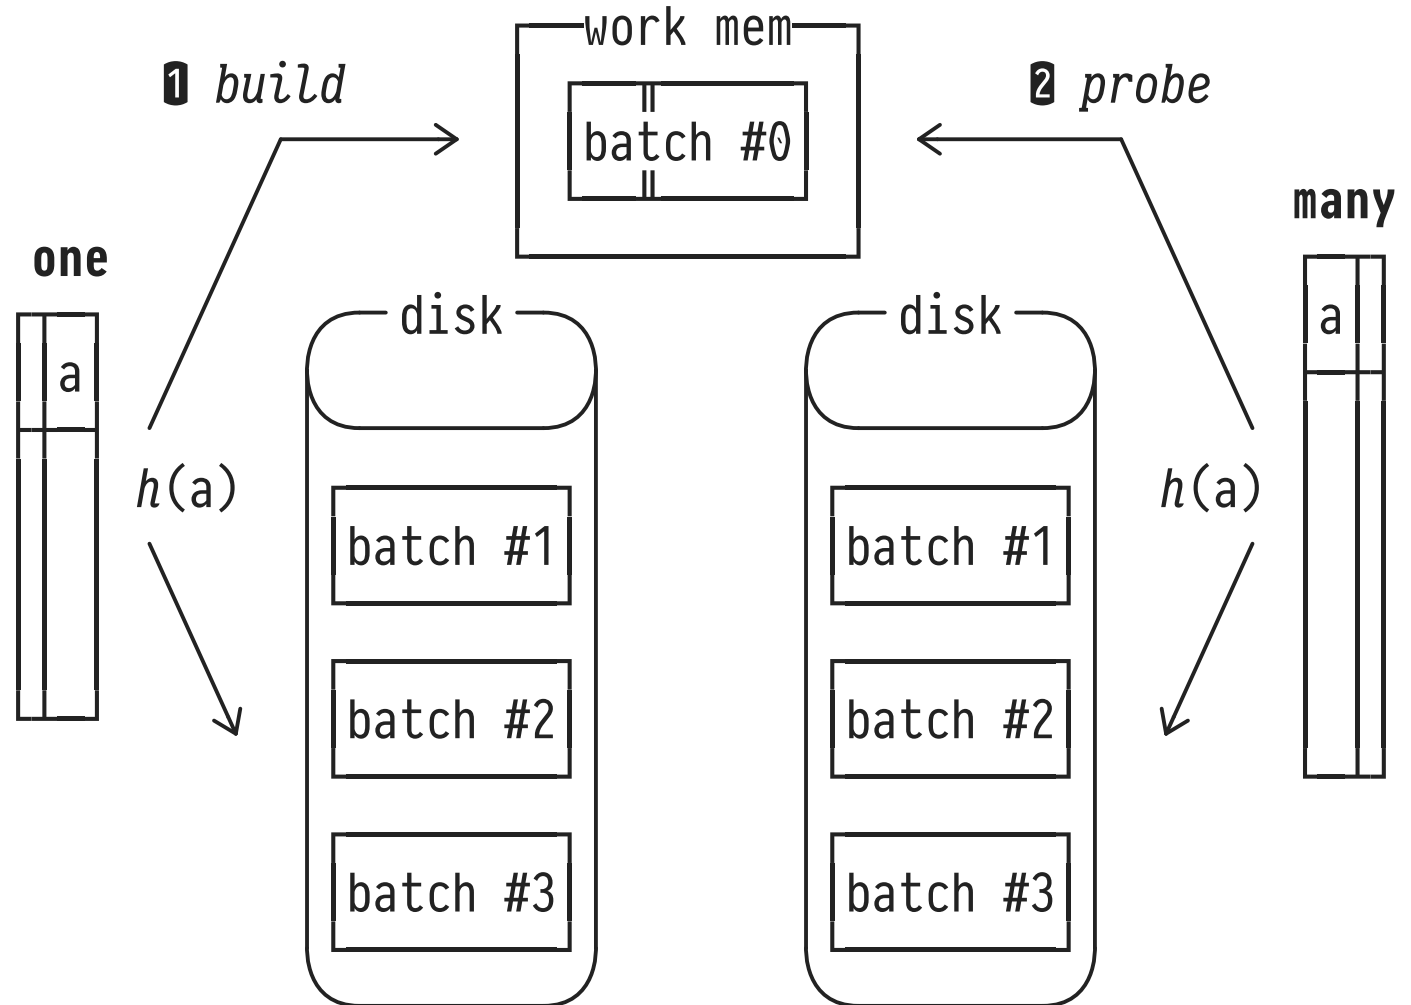 work mem
1 build
2 probe
batch #0
many
one
disk
disk
a
a
h(a)
h(a)
batch #1
batch #1
batch #2
batch #2
batch #3
batch #3